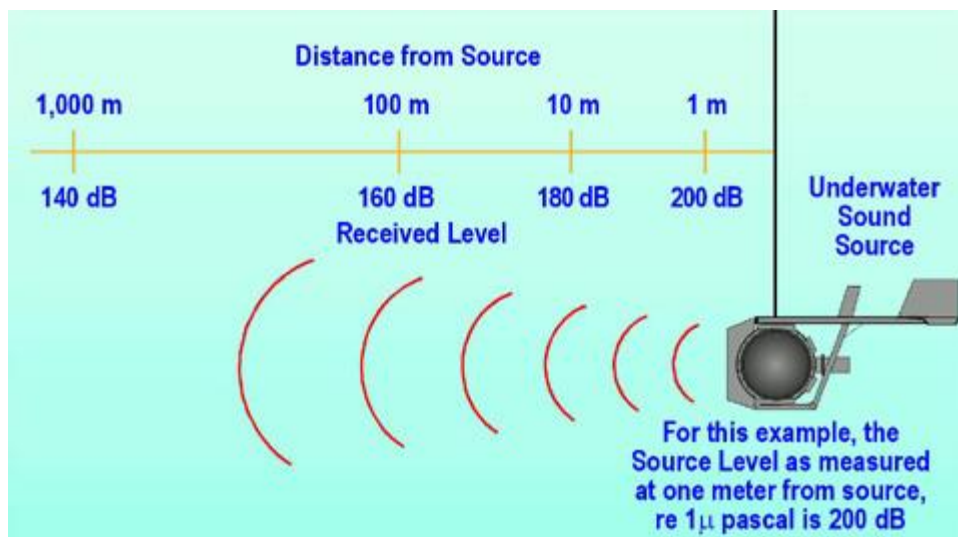 Distance from Source
1,000 m 100 m 10 m 1 m
140 dB 160 dB 180 dB 200 dB
Received Level
Underwater
Sound
Source
For this example, the
Source Level as measured
at one meter from source,
re 1μ pascal is 200 dB